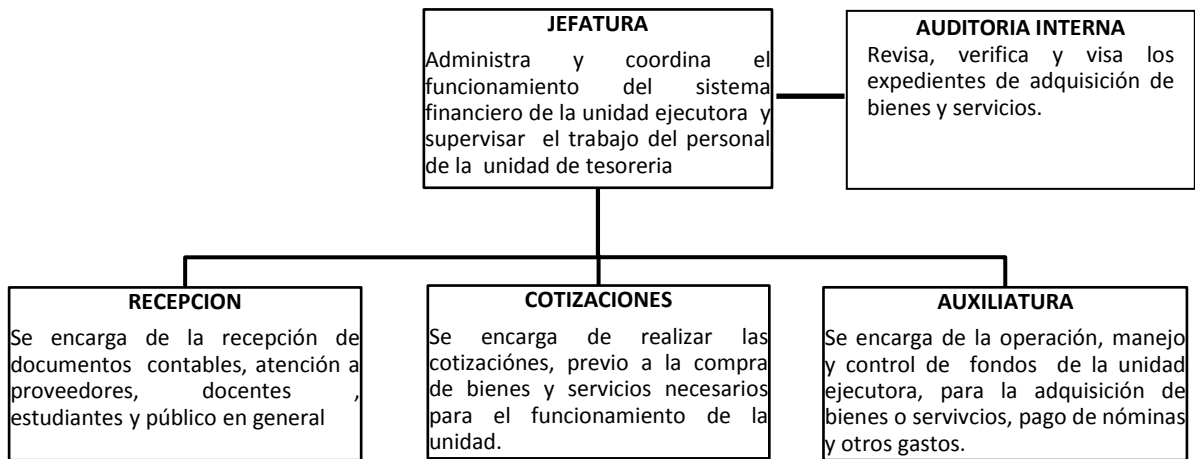 JEFATURA
Administra y coordina el
funcionamiento del sistema
financiero de la unidad ejecutora y
supervisar el trabajo del personal
de la unidad de tesoreria
AUDITORIA INTERNA
Revisa, verifica y visa los
expedientes de adquisición de
bienes y servicios.
RECEPCION
Se encarga de la recepción de
documentos contables, atención a
proveedores, docentes ,
estudiantes y público en general
COTIZACIONES
Se encarga de realizar las
cotizaciónes, previo a la compra
de bienes y servicios necesarios
para el funcionamiento de la
unidad.
AUXILIATURA
Se encarga de la operación, manejo
y control de fondos de la unidad
ejecutora, para la adquisición de
bienes o servivcios, pago de nóminas
y otros gastos.